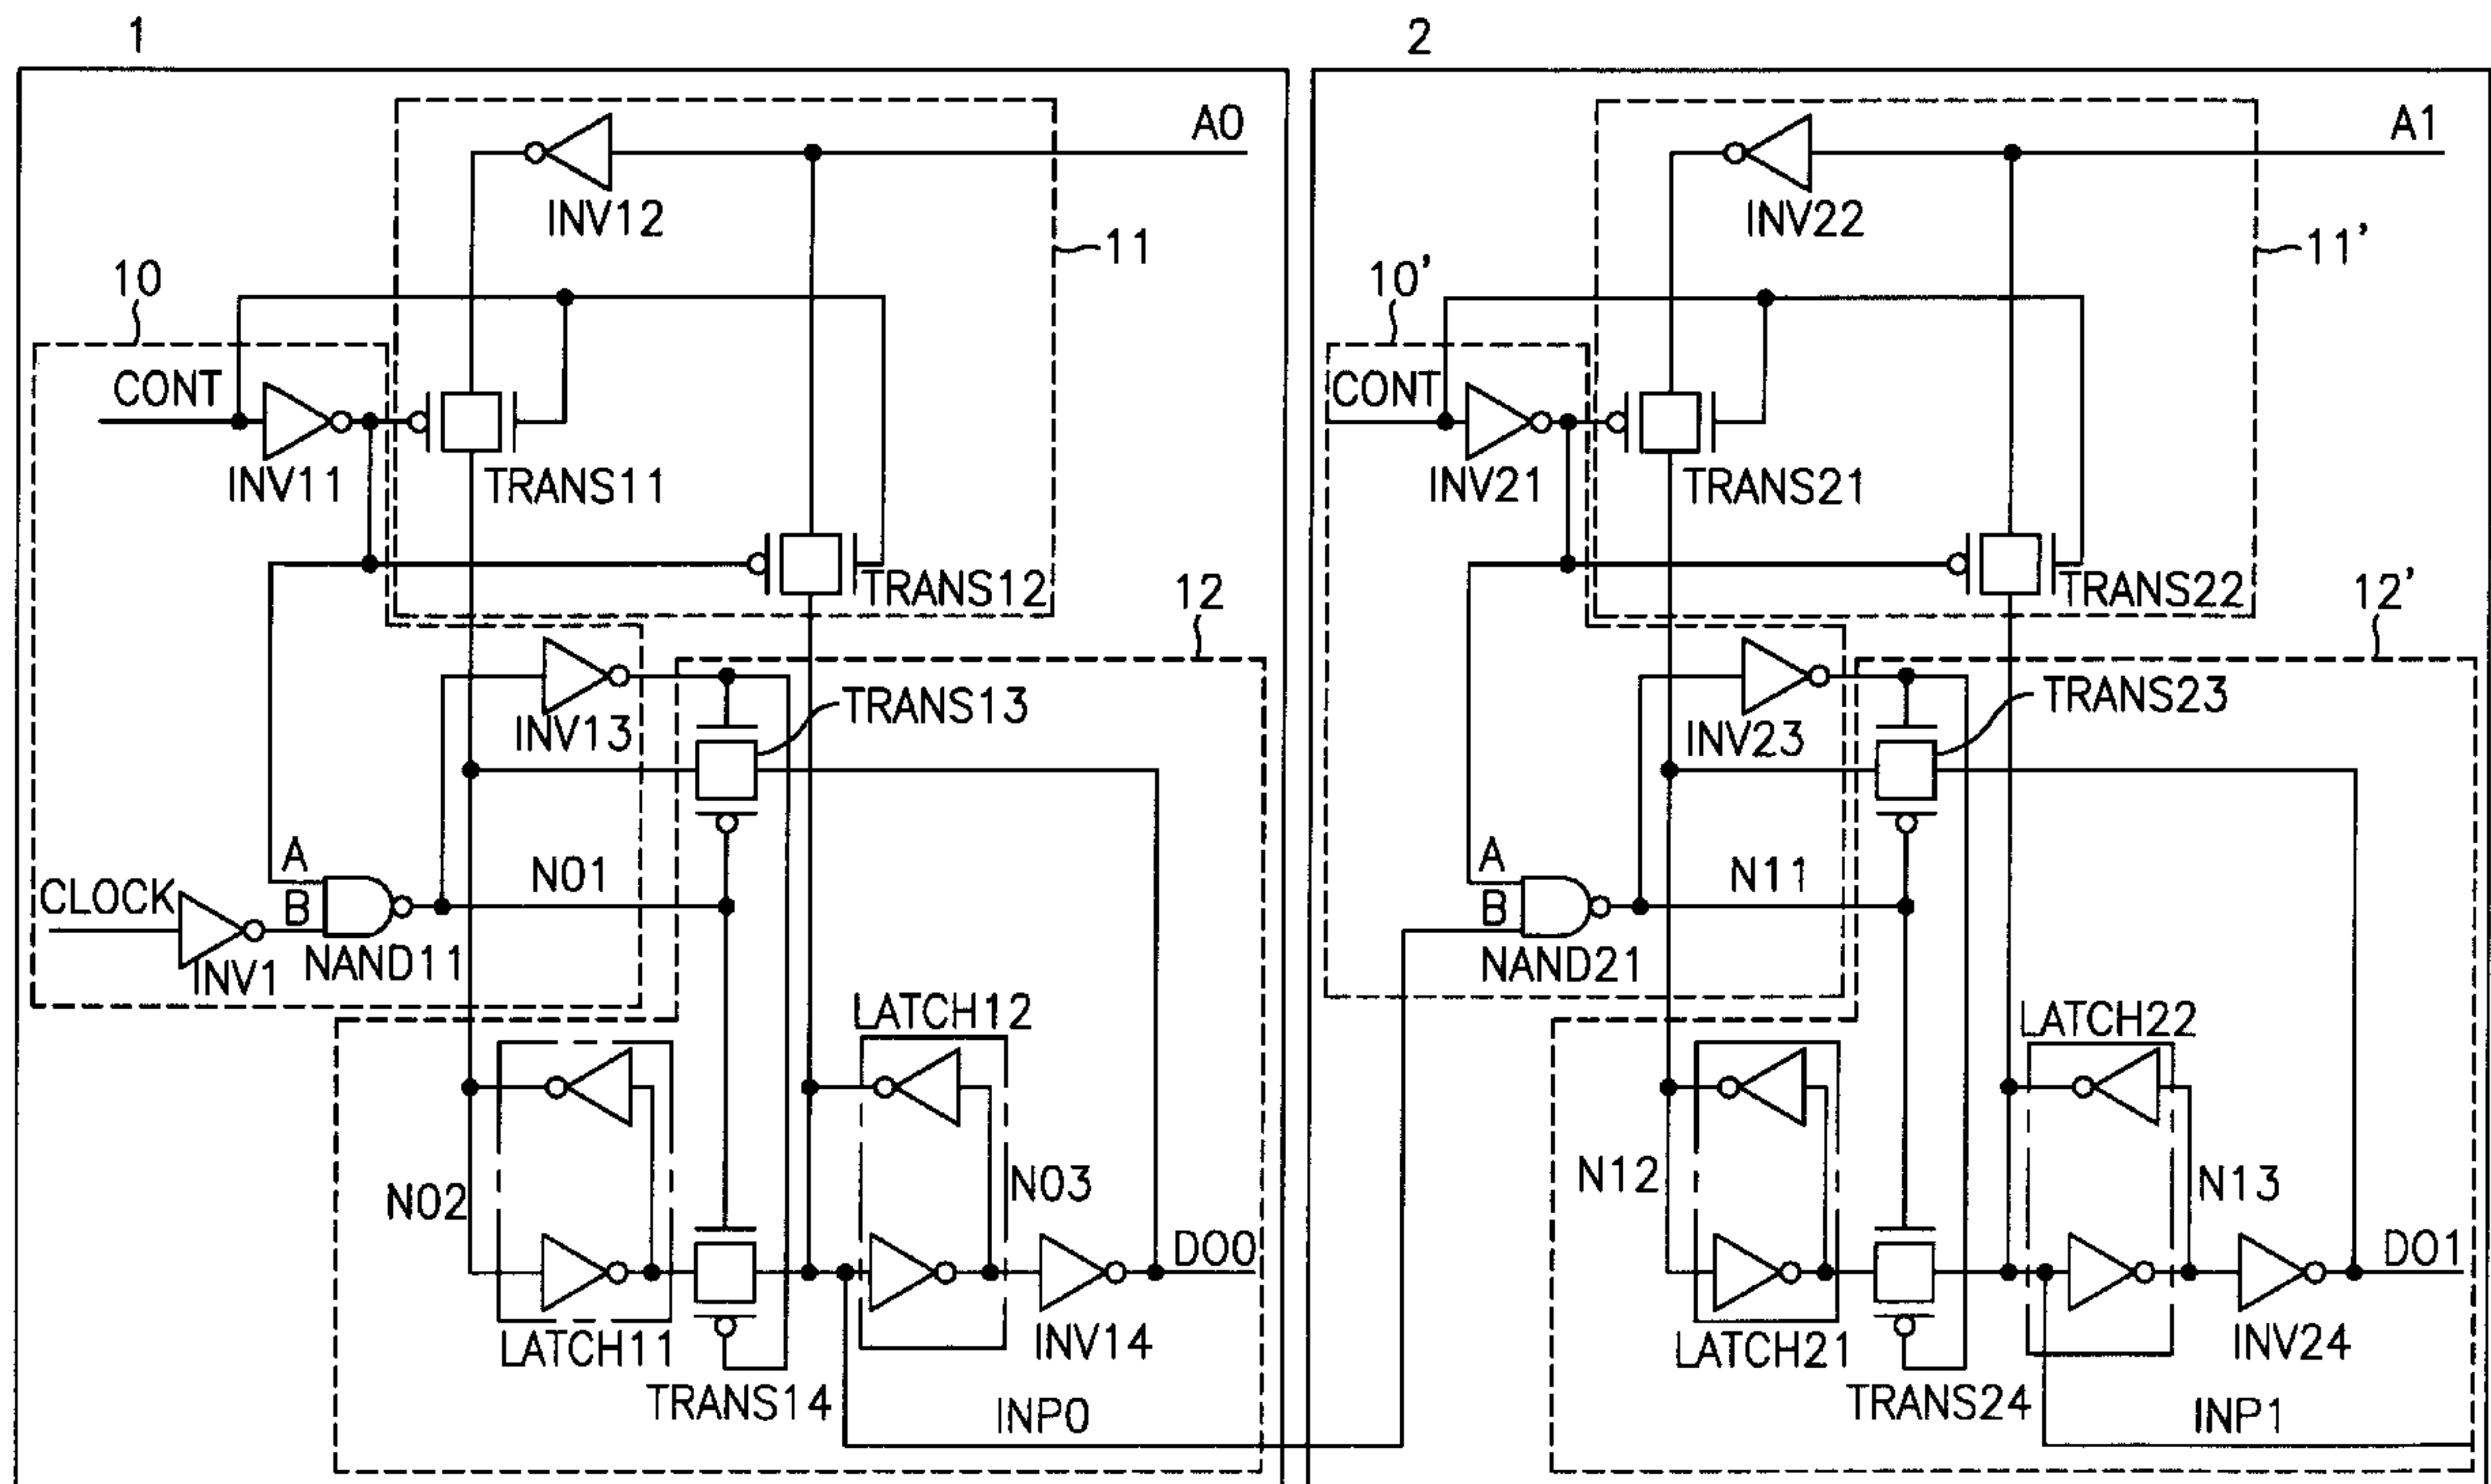 1
2
A0
A1
INV12
INV22
11
11'
10
10'
CONT
CONT
INV11
TRANS11
INV21
TRANS21
TRANS12
TRANS22
12
12'
INV13
TRANS13
INV23
TRANS23
A
B
N01
A
B
N11
CLOCK
INV1
NAND11
NAND21
LATCH12
LATCH22
N02
N03
N12
N13
DO0
DO1
LATCH11
INV14
LATCH21
INV24
TRANS14
INP0
TRANS24
INP1